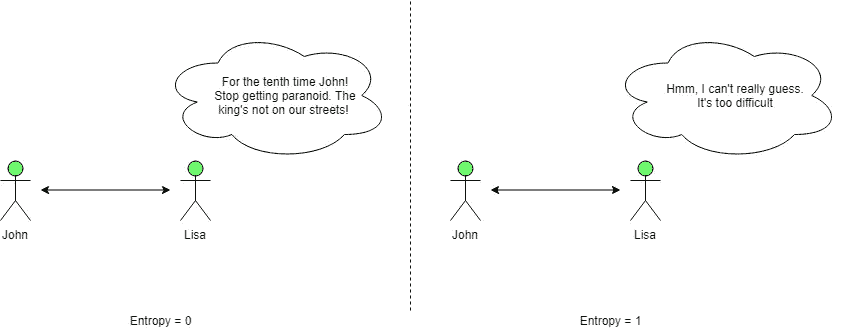 For the tenth time John!
Stop getting paranoid. The
king's not on our streets!
John
Lisa
Entropy = 0
Hmm, I can't really guess.
It's too difficult
John
Lisa
Entropy = 1